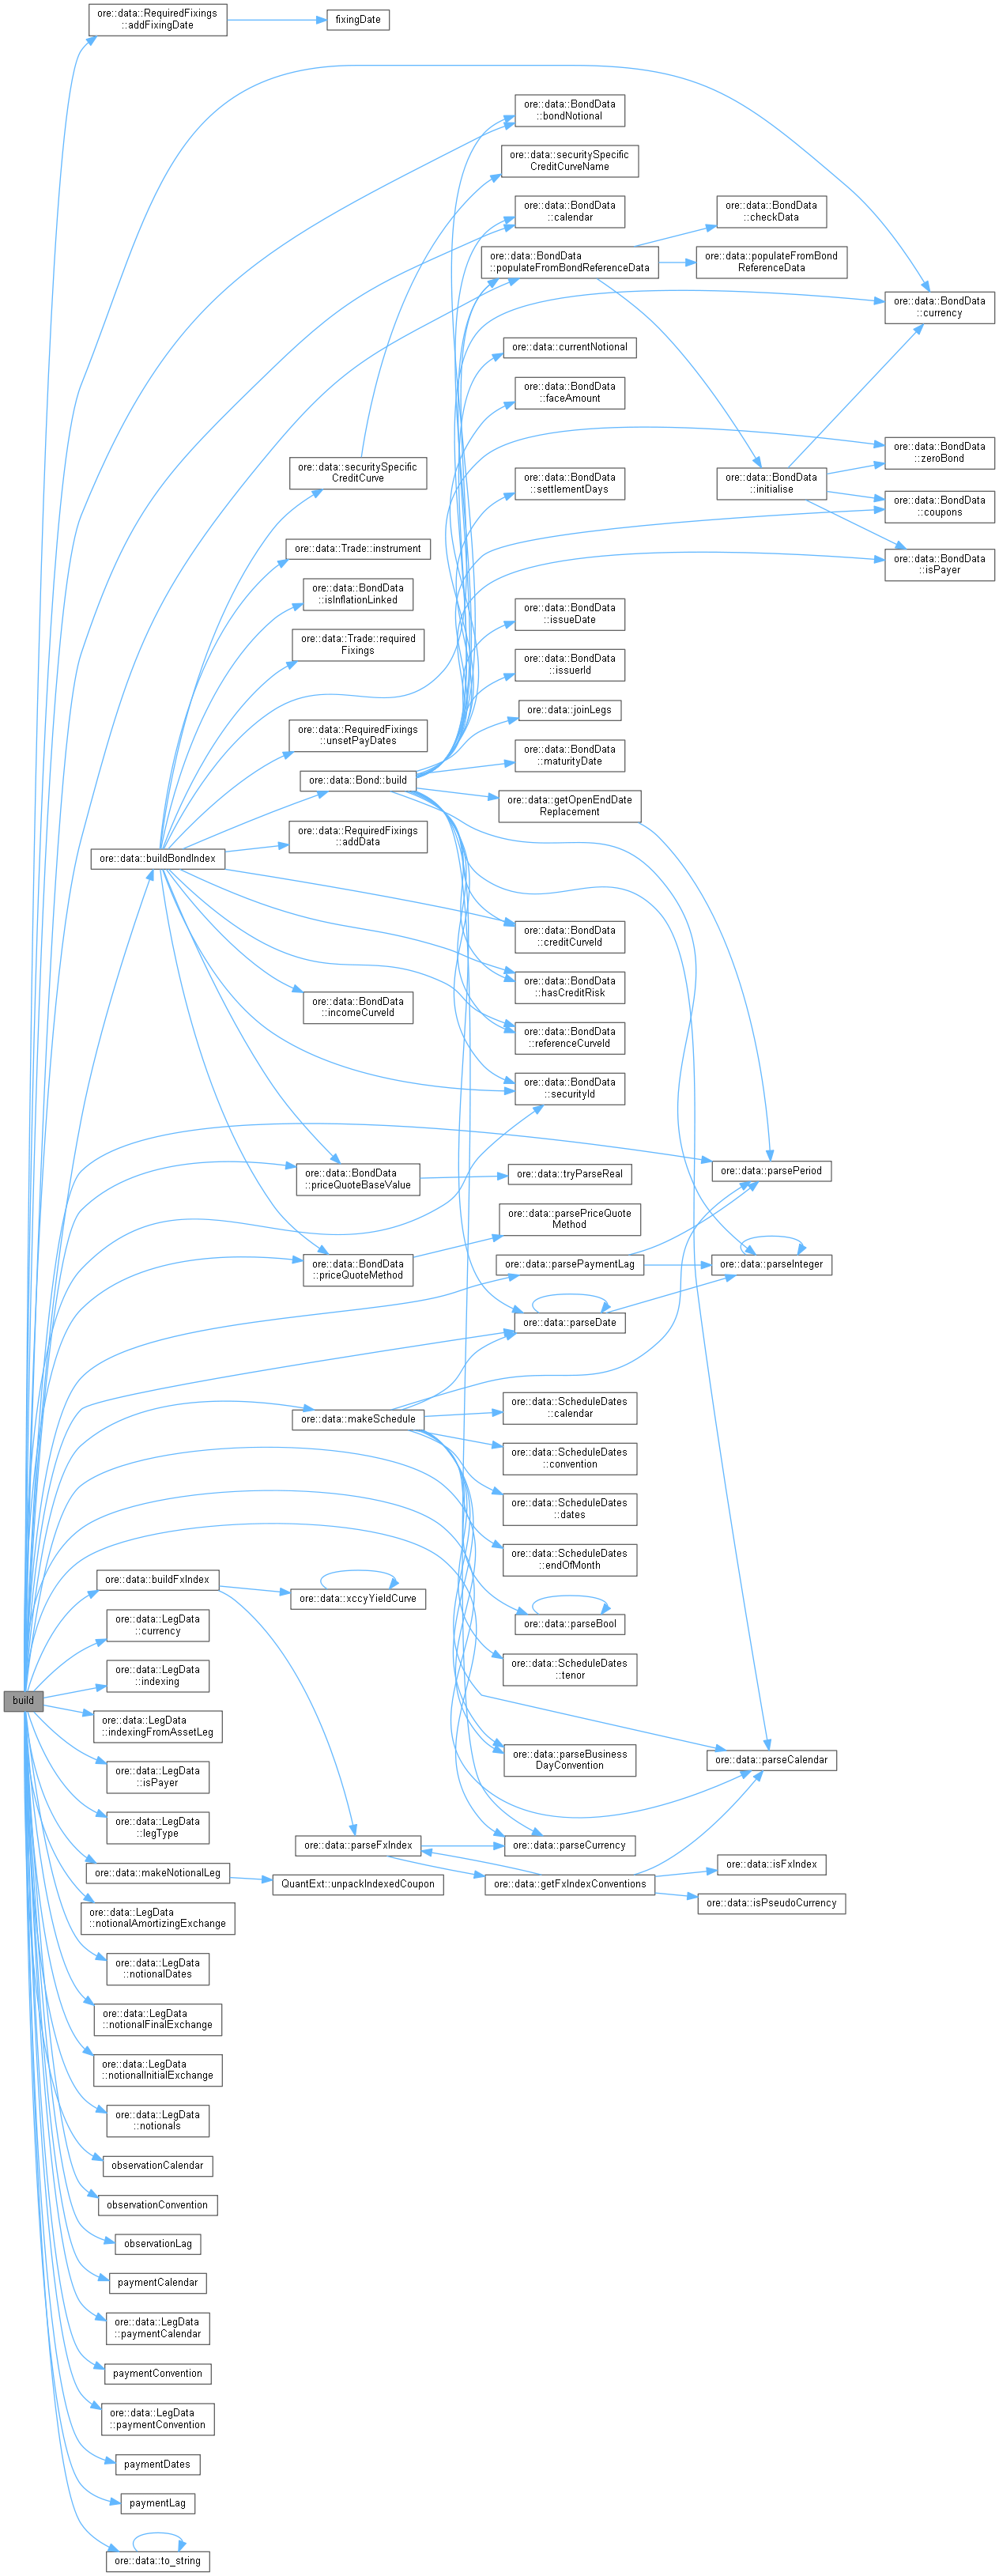 ore::data::RequiredFixings
::addFixingDate
fixingDate
ore::data::BondData
::bondNotional
ore::data::securitySpecific
CreditCurveName
ore::data::BondData
::calendar
ore::data::BondData
::checkData
ore::data::BondData
::populateFromBondReferenceData
ore::data::populateFromBond
ReferenceData
ore::data::BondData
::currency
ore::data::currentNotional
ore::data::BondData
::faceAmount
ore::data::BondData
::zeroBond
ore::data::securitySpecific
CreditCurve
ore::data::BondData
::settlementDays
ore::data::BondData
::initialise
ore::data::BondData
::coupons
ore::data::Trade::instrument
ore::data::BondData
::isPayer
ore::data::BondData
::isInflationLinked
ore::data::BondData
::issueDate
ore::data::Trade::required
Fixings
ore::data::BondData
::issuerId
ore::data::joinLegs
ore::data::RequiredFixings
::unsetPayDates
ore::data::BondData
::maturityDate
ore::data::Bond::build
ore::data::getOpenEndDate
Replacement
ore::data::RequiredFixings
::addData
ore::data::buildBondIndex
ore::data::BondData
::creditCurveId
ore::data::BondData
::hasCreditRisk
ore::data::BondData
::incomeCurveId
ore::data::BondData
::referenceCurveId
ore::data::BondData
::securityId
ore::data::BondData
::priceQuoteBaseValue
ore::data::tryParseReal
ore::data::parsePeriod
ore::data::parsePriceQuote
Method
ore::data::BondData
::priceQuoteMethod
ore::data::parsePaymentLag
ore::data::parseInteger
ore::data::parseDate
ore::data::makeSchedule
ore::data::ScheduleDates
::calendar
ore::data::ScheduleDates
::convention
ore::data::ScheduleDates
::dates
ore::data::ScheduleDates
::endOfMonth
ore::data::buildFxIndex
ore::data::xccyYieldCurve
ore::data::parseBool
ore::data::LegData
::currency
ore::data::ScheduleDates
::tenor
ore::data::LegData
::indexing
build
ore::data::LegData
::indexingFromAssetLeg
ore::data::parseBusiness
DayConvention
ore::data::parseCalendar
ore::data::LegData
::isPayer
ore::data::LegData
::legType
ore::data::parseFxIndex
ore::data::parseCurrency
ore::data::isFxIndex
ore::data::makeNotionalLeg
QuantExt::unpackIndexedCoupon
ore::data::getFxIndexConventions
ore::data::isPseudoCurrency
ore::data::LegData
::notionalAmortizingExchange
ore::data::LegData
::notionalDates
ore::data::LegData
::notionalFinalExchange
ore::data::LegData
::notionalInitialExchange
ore::data::LegData
::notionals
observationCalendar
observationConvention
observationLag
paymentCalendar
ore::data::LegData
::paymentCalendar
paymentConvention
ore::data::LegData
::paymentConvention
paymentDates
paymentLag
ore::data::to_string